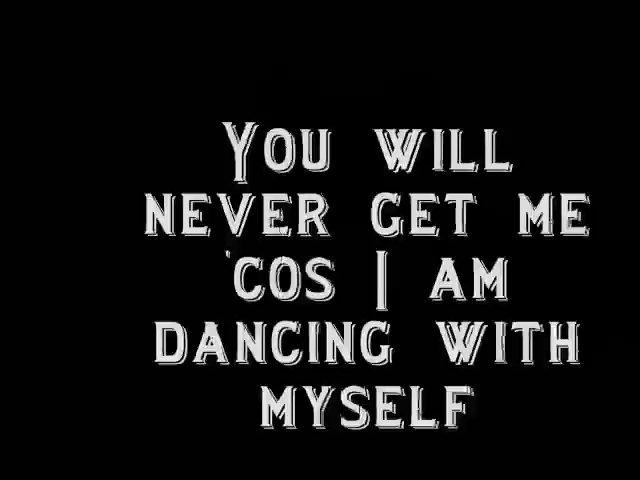 You will
never get me
'cos I am
dancing with
myself